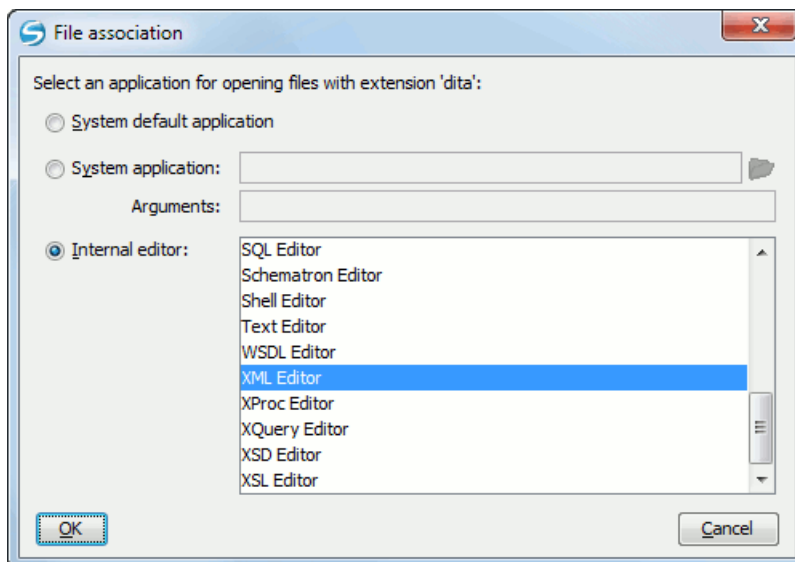 File association
Select an application for opening files with extension 'dita':
System default application
System application:
Arguments:
Internal editor:
SQL Editor
Schematron Editor
Shell Editor
Text Editor
WSDL Editor
XML Editor
XProc Editor
XQuery Editor
XSD Editor
XSL Editor
OK Cancel